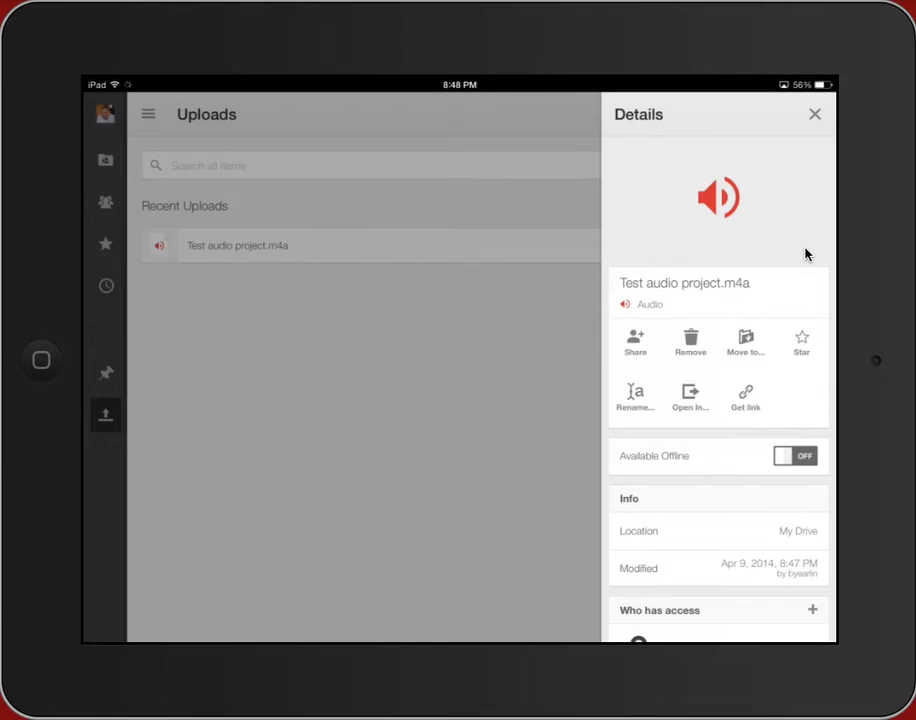 iPad 8:48 PM 56%
Uploads
Search all items
Recent Uploads
Test audio project.m4a
Details
Test audio project.m4a
Audio
Share Remove Move to... Star
Rename... Open In... Get link
Available Offline OFF
Info
Location My Drive
Modified Apr 9, 2014, 8:47 PM
by byearlin
Who has access +